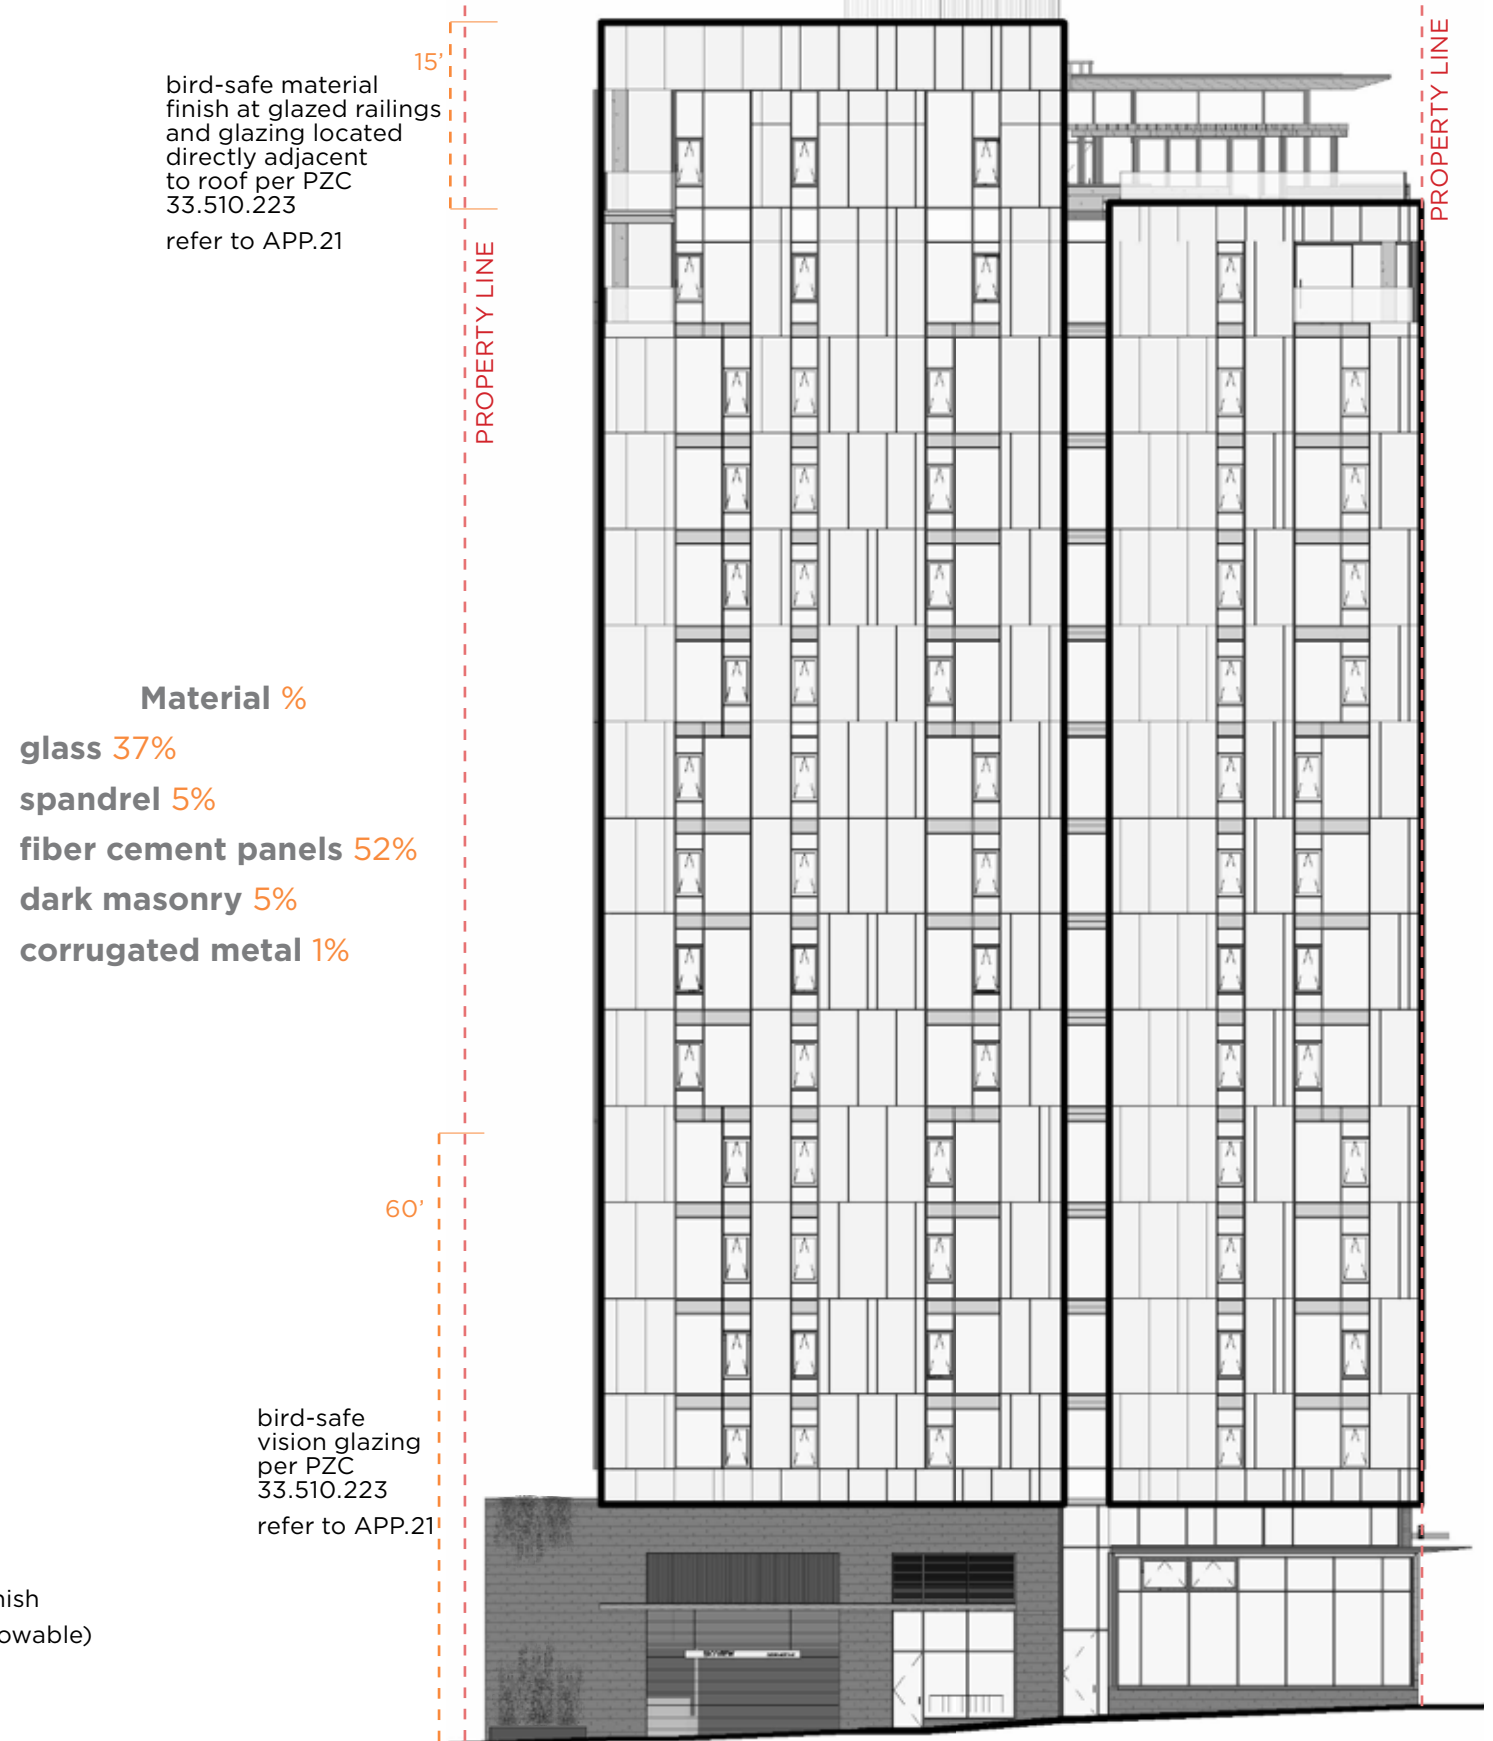 15’
bird-safe material
finish at glazed railings
and glazing located
directly adjacent
to roof per PZC
33.510.223
refer to APP.21
PROPERTY LINE
PROPERTY LINE
Material %
glass 37%
spandrel 5%
fiber cement panels 52%
dark masonry 5%
corrugated metal 1%
60’
bird-safe
vision glazing
per PZC
33.510.223
refer to APP.21